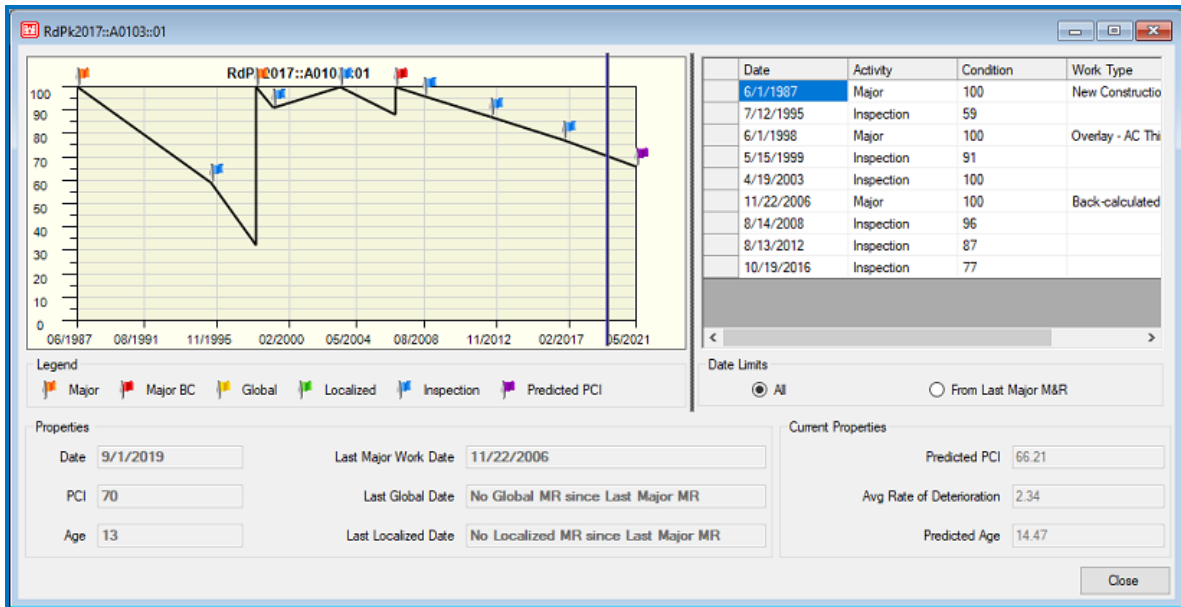 RdPk2017::A0103::01
RdPk2017::A0103::01
100
90
80
70
60
50
40
30
20
10
0
06/1987 08/1991 11/1995 02/2000 05/2004 08/2008 11/2012 02/2017 05/2021
Legend
Major Major BC Global Localized Inspection Predicted PCI
Date Activity Condition Work Type
6/1/1987 Major 100 New Constructio
7/12/1995 Inspection 59
6/1/1998 Major 100 Overlay - AC Thi
5/15/1999 Inspection 91
4/19/2003 Inspection 100
11/22/2006 Major 100 Back-calculated
8/14/2008 Inspection 96
8/13/2012 Inspection 87
10/19/2016 Inspection 77
Date Limits
All From Last Major M&R
Properties
Date 9/1/2019 Last Major Work Date 11/22/2006
PCI 70 Last Global Date No Global MR since Last Major MR
Age 13 Last Localized Date No Localized MR since Last Major MR
Current Properties
Predicted PCI 66.21
Avg Rate of Deterioration 2.34
Predicted Age 14.47
Close